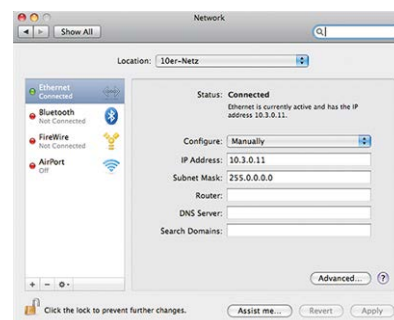 Network
Show All
Location: 10er-Netz
Ethernet
Connected
Bluetooth
Not Connected
FireWire
Not Connected
AirPort
Off
Status: Connected
Ethernet is currently active and has the IP
address 10.3.0.11.
Configure: Manually
IP Address: 10.3.0.11
Subnet Mask: 255.0.0.0.0
Router:
DNS Server:
Search Domains:
Advanced... ?
Click the lock to prevent further changes.
Assist me... Revert Apply